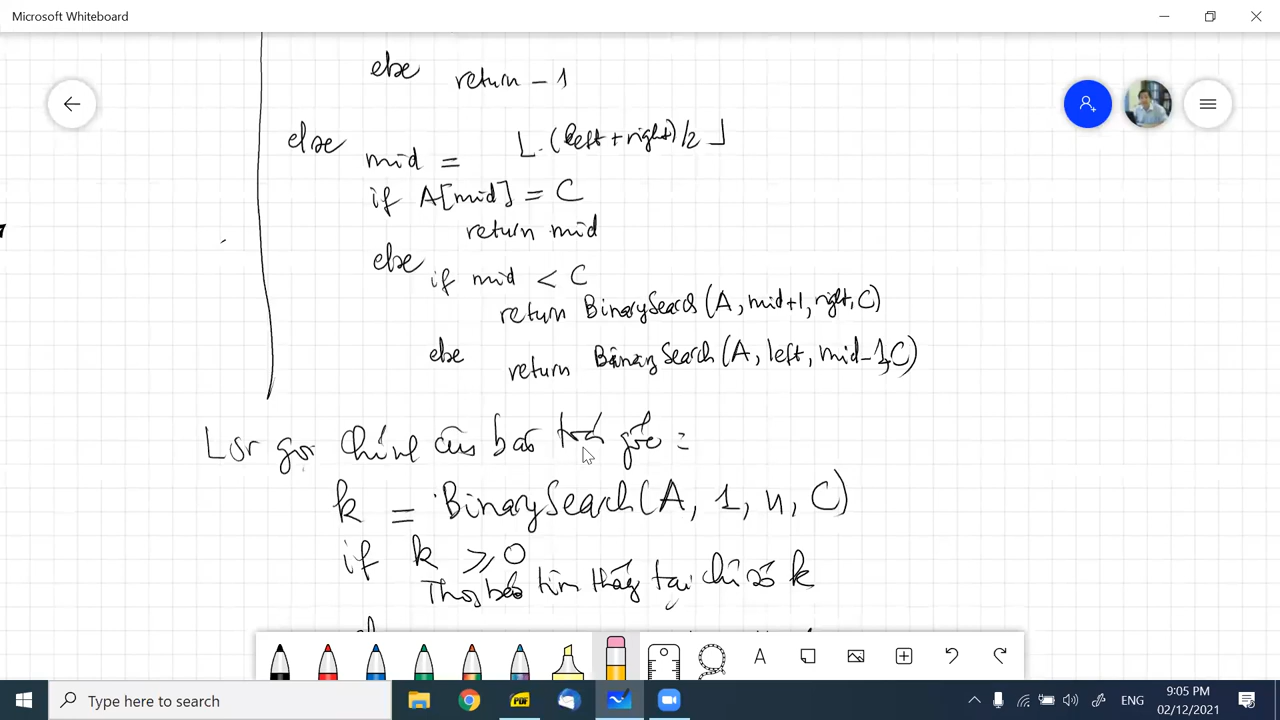 Microsoft Whiteboard
else return - 1
else mid = ⌊(left + right)/2⌋
if A[mid] = C
return mid
else if mid < C
return BinarySearch(A, mid+1, right, C)
else return BinarySearch(A, left, mid-1, C)
Lời gọi chính của bài toán gốc:
k = BinarySearch(A, 1, n, C)
if k ≥ 0
Thông báo tìm thấy tại chỉ số k
A
Type here to search
PDF
ENG
9:05 PM
02/12/2021